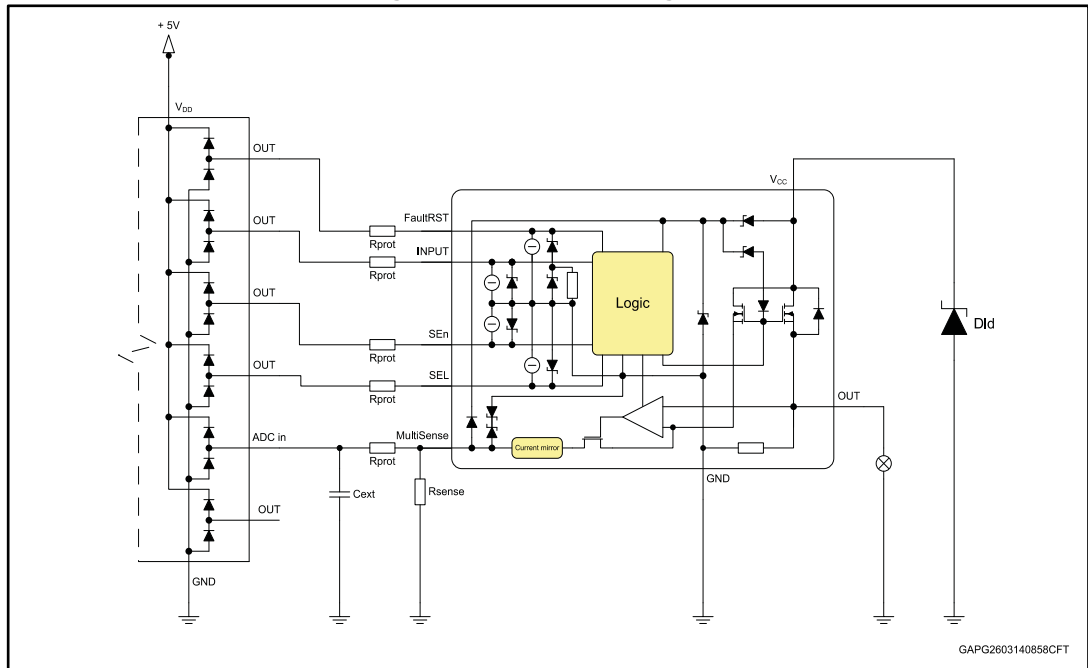 + 5V
VDD
OUT
OUT
OUT
OUT
ADC in
OUT
GND
Rprot
Rprot
Rprot
Rprot
Rprot
Cext
Rsense
FaultRST
INPUT
SEn
SEL
MultiSense
VCC
Logic
Current mirror
OUT
GND
Dld
GAPG2603140858CFT